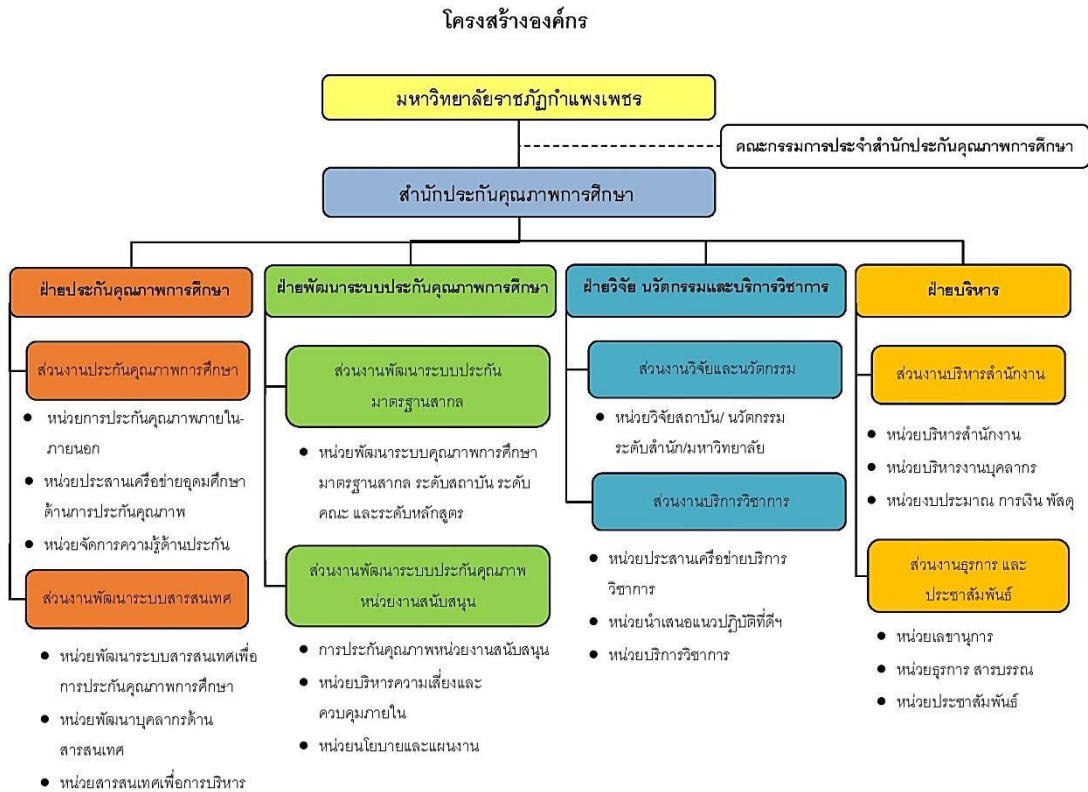 โครงสร้างองค์กร
มหาวิทยาลัยราชภัฏกำแพงเพชร
คณะกรรมการประจำสำนักประกันคุณภาพการศึกษา
สำนักประกันคุณภาพการศึกษา
ฝ่ายประกันคุณภาพการศึกษา
ส่วนงานประกันคุณภาพการศึกษา
● หน่วยการประกันคุณภาพภายใน-
ภายนอก
● หน่วยประสานเครือข่ายอุดมศึกษา
ด้านการประกันคุณภาพ
● หน่วยจัดการความรู้ด้านประกัน
ส่วนงานพัฒนาระบบสารสนเทศ
● หน่วยพัฒนาระบบสารสนเทศเพื่อ
การประกันคุณภาพการศึกษา
● หน่วยพัฒนาบุคลากรด้าน
สารสนเทศ
● หน่วยสารสนเทศเพื่อการบริหาร
ฝ่ายพัฒนาระบบประกันคุณภาพการศึกษา
ส่วนงานพัฒนาระบบประกัน
มาตรฐานสากล
● หน่วยพัฒนาระบบคุณภาพการศึกษา
มาตรฐานสากล ระดับสถาบัน ระดับ
คณะ และระดับหลักสูตร
ส่วนงานพัฒนาระบบประกันคุณภาพ
หน่วยงานสนับสนุน
● การประกันคุณภาพหน่วยงานสนับสนุน
● หน่วยบริหารความเสี่ยงและ
ควบคุมภายใน
● หน่วยนโยบายและแผนงาน
ฝ่ายวิจัย นวัตกรรมและบริการวิชาการ
ส่วนงานวิจัยและนวัตกรรม
● หน่วยวิจัยสถาบัน/ นวัตกรรม
ระดับสำนัก/มหาวิทยาลัย
ส่วนงานบริการวิชาการ
● หน่วยประสานเครือข่ายบริการ
วิชาการ
● หน่วยนำเสนอแนวปฏิบัติที่ดีฯ
● หน่วยบริการวิชาการ
ฝ่ายบริหาร
ส่วนงานบริหารสำนักงาน
● หน่วยบริหารสำนักงาน
● หน่วยบริหารงานบุคลากร
● หน่วยงบประมาณ การเงิน พัสดุ
ส่วนงานธุรการ และ
ประชาสัมพันธ์
● หน่วยเลขานุการ
● หน่วยธุรการ สารบรรณ
● หน่วยประชาสัมพันธ์